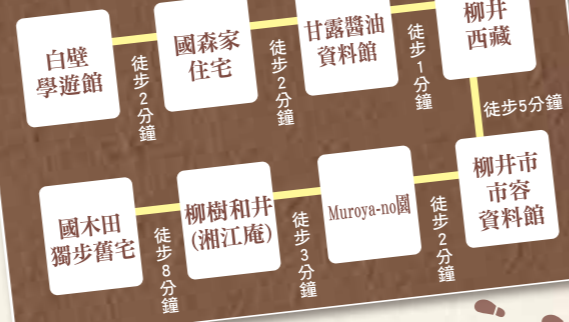 白壁
學遊館
徒步2分鐘
國森家
住宅
徒步2分鐘
甘露醬油
資料館
徒步1分鐘
柳井
西藏
徒步5分鐘
柳井市
市容
資料館
徒步2分鐘
Muroya-no園
徒步3分鐘
柳樹和井
(湘江庵)
徒步8分鐘
國木田
獨步舊宅